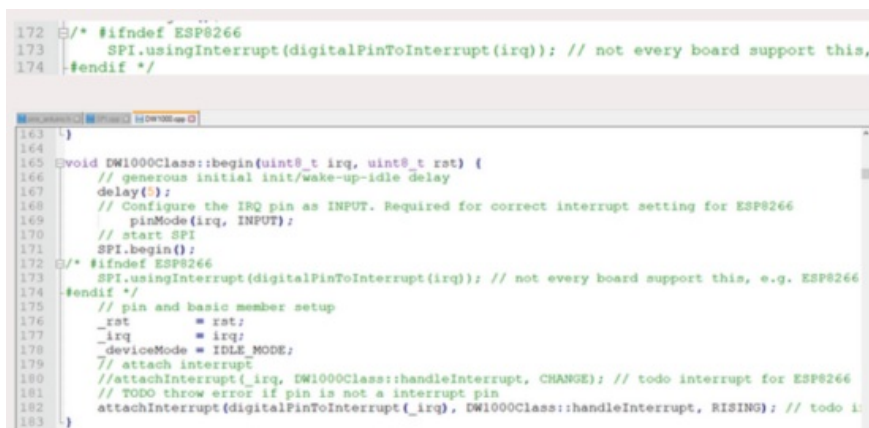 172 /* #ifndef ESP8266
173 SPI.usingInterrupt(digitalPinToInterrupt(irq)); // not every board support this,
174 #endif */
DW1000.cpp
163 }
164
165 void DW1000Class::begin(uint8_t irq, uint8_t rst) {
166 // generous initial init/wake-up-idle delay
167 delay(5);
168 // Configure the IRQ pin as INPUT. Required for correct interrupt setting for ESP8266
169 pinMode(irq, INPUT);
170 // start SPI
171 SPI.begin();
172 /* #ifndef ESP8266
173 SPI.usingInterrupt(digitalPinToInterrupt(irq)); // not every board support this, e.g. ESP8266
174 #endif */
175 // pin and basic member setup
176 _rst = rst;
177 _irq = irq;
178 _deviceMode = IDLE_MODE;
179 // attach interrupt
180 //attachInterrupt(_irq, DW1000Class::handleInterrupt, CHANGE); // todo interrupt for ESP8266
181 // TODO throw error if pin is not a interrupt pin
182 attachInterrupt(digitalPinToInterrupt(_irq), DW1000Class::handleInterrupt, RISING); // todo i
183 }